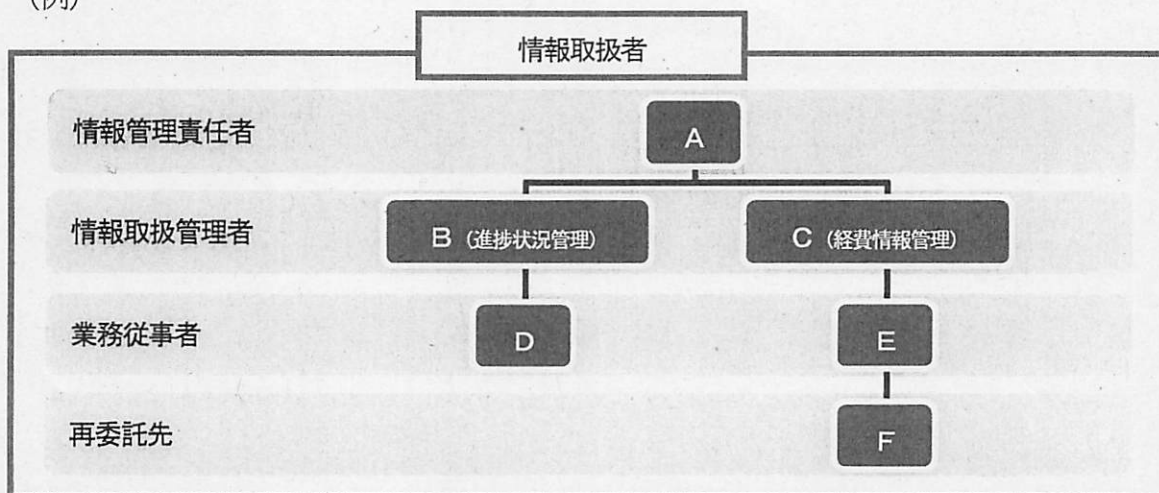 （例）
情報取扱者
情報管理責任者
A
情報取扱管理者
B（進捗状況管理）
C（経費情報管理）
業務従事者
D
E
再委託先
F